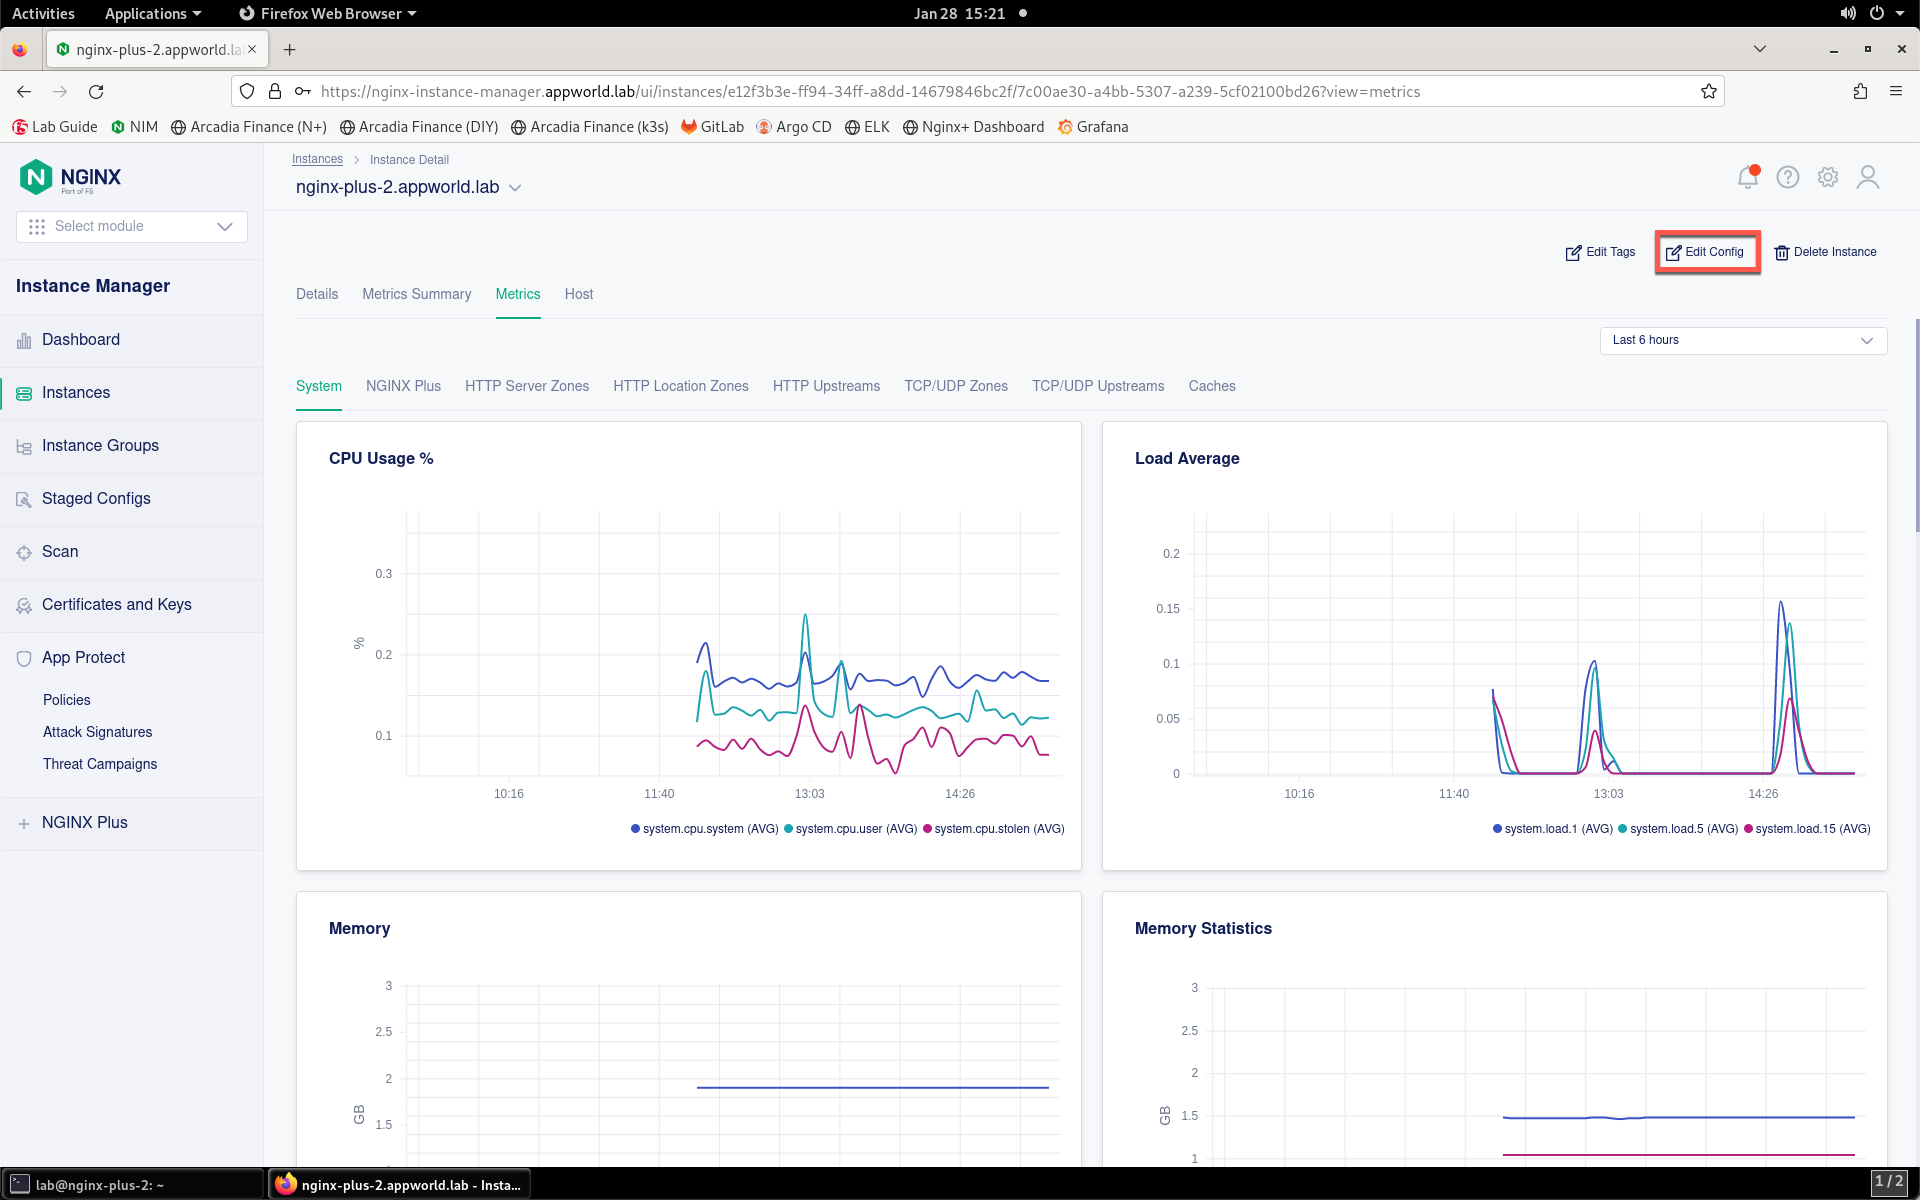 Activities Applications Firefox Web Browser Jan 28 15:21
nginx-plus-2.appworld.la
https://nginx-instance-manager.appworld.lab/ui/instances/e12f3b3e-ff94-34ff-a8dd-14679846bc2f/7c00ae30-a4bb-5307-a239-5cf02100bd26?view=metrics
Lab Guide NIM Arcadia Finance (N+) Arcadia Finance (DIY) Arcadia Finance (k3s) GitLab Argo CD ELK Nginx+ Dashboard Grafana
N NGINX
Part of F5
Select module
Instance Manager
Dashboard
Instances
Instance Groups
Staged Configs
Scan
Certificates and Keys
App Protect
Policies
Attack Signatures
Threat Campaigns
NGINX Plus
Instances > Instance Detail
nginx-plus-2.appworld.lab
Edit Tags Edit Config Delete Instance
Details Metrics Summary Metrics Host
Last 6 hours
System NGINX Plus HTTP Server Zones HTTP Location Zones HTTP Upstreams TCP/UDP Zones TCP/UDP Upstreams Caches
CPU Usage %
%
0.3
0.2
0.1
10:16 11:40 13:03 14:26
system.cpu.system (AVG) system.cpu.user (AVG) system.cpu.stolen (AVG)
Load Average
0.2
0.15
0.1
0.05
0
10:16 11:40 13:03 14:26
system.load.1 (AVG) system.load.5 (AVG) system.load.15 (AVG)
Memory
GB
3
2.5
2
1.5
Memory Statistics
GB
3
2.5
2
1.5
1
lab@nginx-plus-2: ~ nginx-plus-2.appworld.lab - Insta... 1 / 2